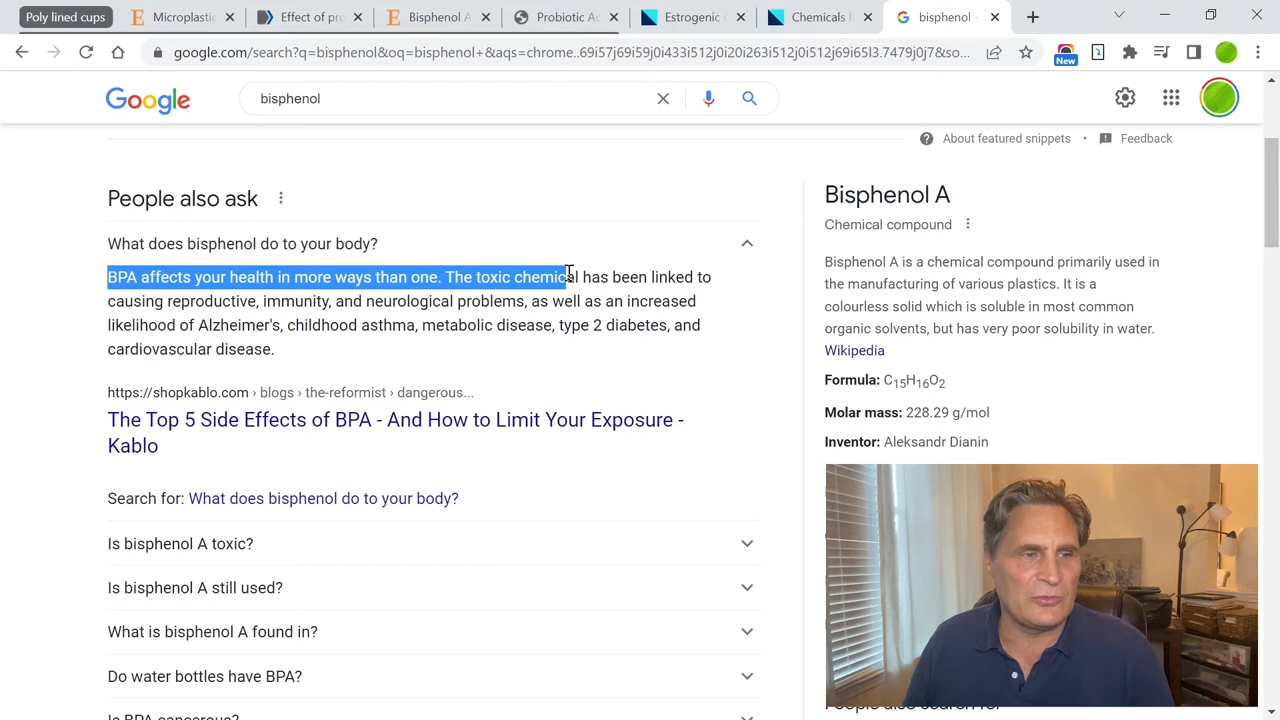 Poly lined cups
Microplastic
Effect of pro
Bisphenol A
Probiotic Ac
Estrogenic c
Chemicals h
bisphenol -
google.com/search?q=bisphenol&oq=bisphenol+&aqs=chrome..69i57j69i59j0i433i512j0i20i263i512j0i512j69i65l3.7479j0j7&so...
New
Google
bisphenol
About featured snippets • Feedback
People also ask
Bisphenol A
Chemical compound
What does bisphenol do to your body?
BPA affects your health in more ways than one. The toxic chemical has been linked to
causing reproductive, immunity, and neurological problems, as well as an increased
likelihood of Alzheimer's, childhood asthma, metabolic disease, type 2 diabetes, and
cardiovascular disease.
https://shopkablo.com › blogs › the-reformist › dangerous...
The Top 5 Side Effects of BPA - And How to Limit Your Exposure -
Kablo
Search for: What does bisphenol do to your body?
Is bisphenol A toxic?
Is bisphenol A still used?
What is bisphenol A found in?
Do water bottles have BPA?
Is BPA cancerous?
Bisphenol A is a chemical compound primarily used in
the manufacturing of various plastics. It is a
colourless solid which is soluble in most common
organic solvents, but has very poor solubility in water.
Wikipedia
Formula: C15H16O2
Molar mass: 228.29 g/mol
Inventor: Aleksandr Dianin
People also search for